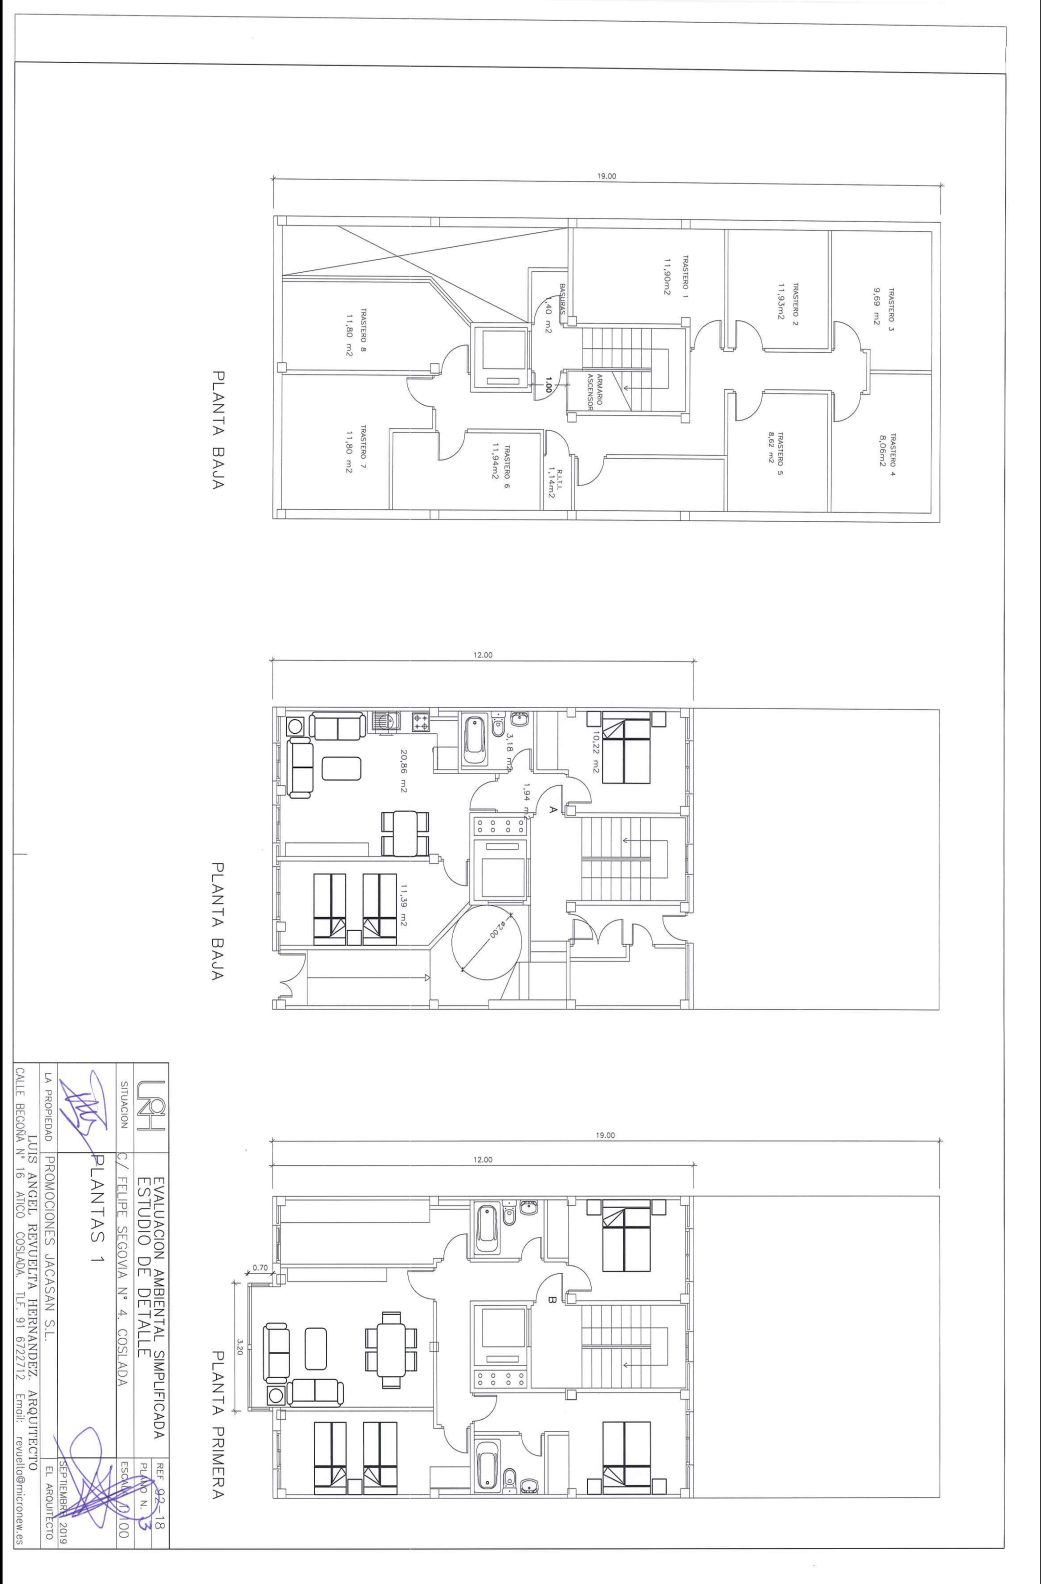 19.00
TRASTERO 3
9,69 m2
TRASTERO 2
11,93m2
TRASTERO 1
11,90m2
BASURAS
1,40 m2
TRASTERO 8
11,80 m2
ARMARIO
ASCENSOR
1.00
TRASTERO 4
8,06m2
TRASTERO 5
8,62 m2
R.I.T.I.
1,14m2
TRASTERO 6
11,94m2
TRASTERO 7
11,80 m2
PLANTA BAJA
12.00
10,22 m2
3,18 m2
20,86 m2
1,94 m2
A
11,39 m2
ø2.00
PLANTA BAJA
19.00
12.00
B
0.70
3.20
PLANTA PRIMERA
EVALUACION AMBIENTAL SIMPLIFICADA
ESTUDIO DE DETALLE
REF 92-18
PLANO N. 13
SITUACION
C/ FELIPE SEGOVIA N° 4. COSLADA
PLANTAS 1
SEPTIEMBRE 2019
LA PROPIEDAD
PROMOCIONES JACASAN S.L.
EL ARQUITECTO
LUIS ANGEL REVUELTA HERNANDEZ. ARQUITECTO
CALLE BEGOÑA N° 16 ATICO COSLADA. TLF. 91 6722712 Email: revuelta@micronew.es